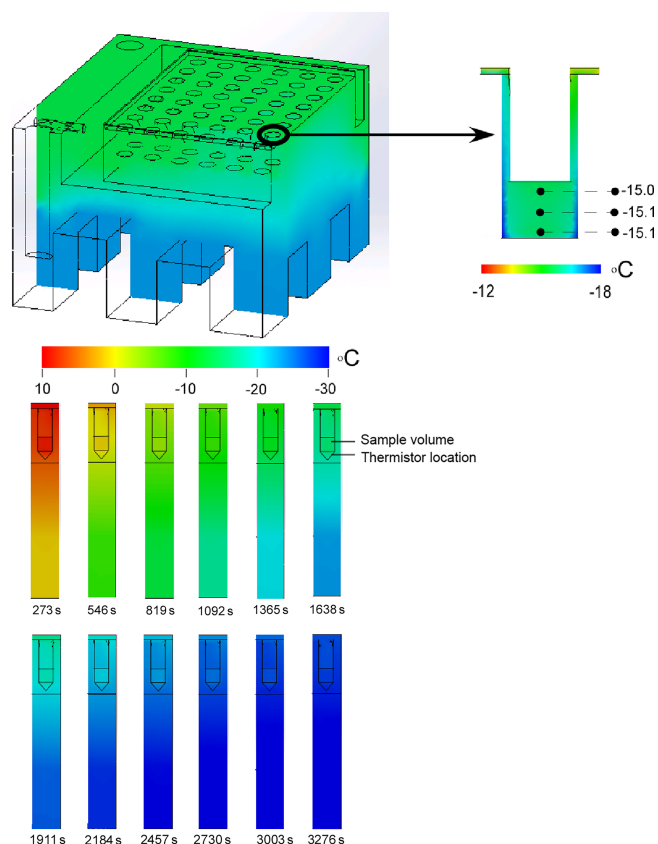 -15.0
-15.1
-15.1
°C
-12 -18
°C
10 0 -10 -20 -30
Sample volume
Thermistor location
273 s 546 s 819 s 1092 s 1365 s 1638 s
1911 s 2184 s 2457 s 2730 s 3003 s 3276 s